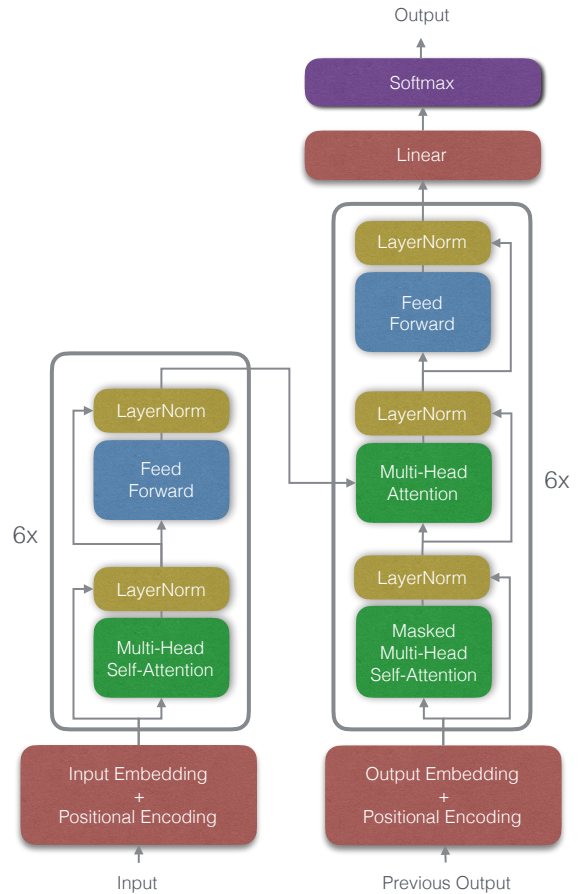 Output
Softmax
Linear
LayerNorm
Feed
Forward
LayerNorm
Multi-Head
Attention
LayerNorm
Masked
Multi-Head
Self-Attention
6x
Output Embedding
+
Positional Encoding
Previous Output
LayerNorm
Feed
Forward
LayerNorm
Multi-Head
Self-Attention
6x
Input Embedding
+
Positional Encoding
Input